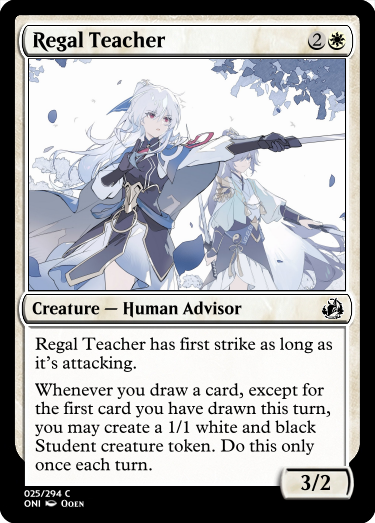 Regal Teacher 2
Creature — Human Advisor
Regal Teacher has first strike as long as
it's attacking.
Whenever you draw a card, except for
the first card you have drawn this turn,
you may create a 1/1 white and black
Student creature token. Do this only
once each turn.
3/2
025/294 C
ONI Ooen